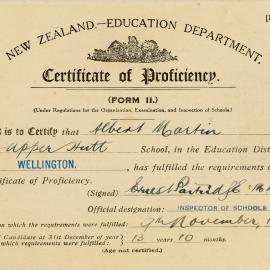 NEW ZEALAND.—EDUCATION DEPARTMENT.
Certificate of Proficiency.
(FORM II.)
(Under Regulations for the Organization, Examination, and Inspection of Schools.)
is to Certify that Albert Martin
Upper Hutt School, in the Education Dist
WELLINGTON. has fulfilled the requirements o
ificate of Proficiency.
(Signed)
Official designation: INSPECTOR OF SCHOOLS
on which the requirements were fulfilled: 9th November, 1
Candidate at 31st December of year
which requirements were fulfilled: 13 years 10 months.
(Age not certified.)